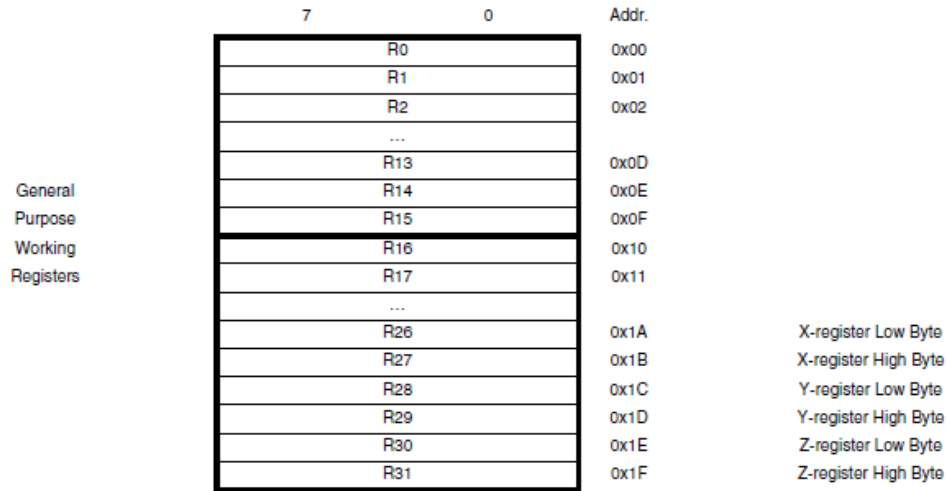 7 0 Addr.
R0 0x00
R1 0x01
R2 0x02
...
R13 0x0D
General R14 0x0E
Purpose R15 0x0F
Working R16 0x10
Registers R17 0x11
...
R26 0x1A X-register Low Byte
R27 0x1B X-register High Byte
R28 0x1C Y-register Low Byte
R29 0x1D Y-register High Byte
R30 0x1E Z-register Low Byte
R31 0x1F Z-register High Byte